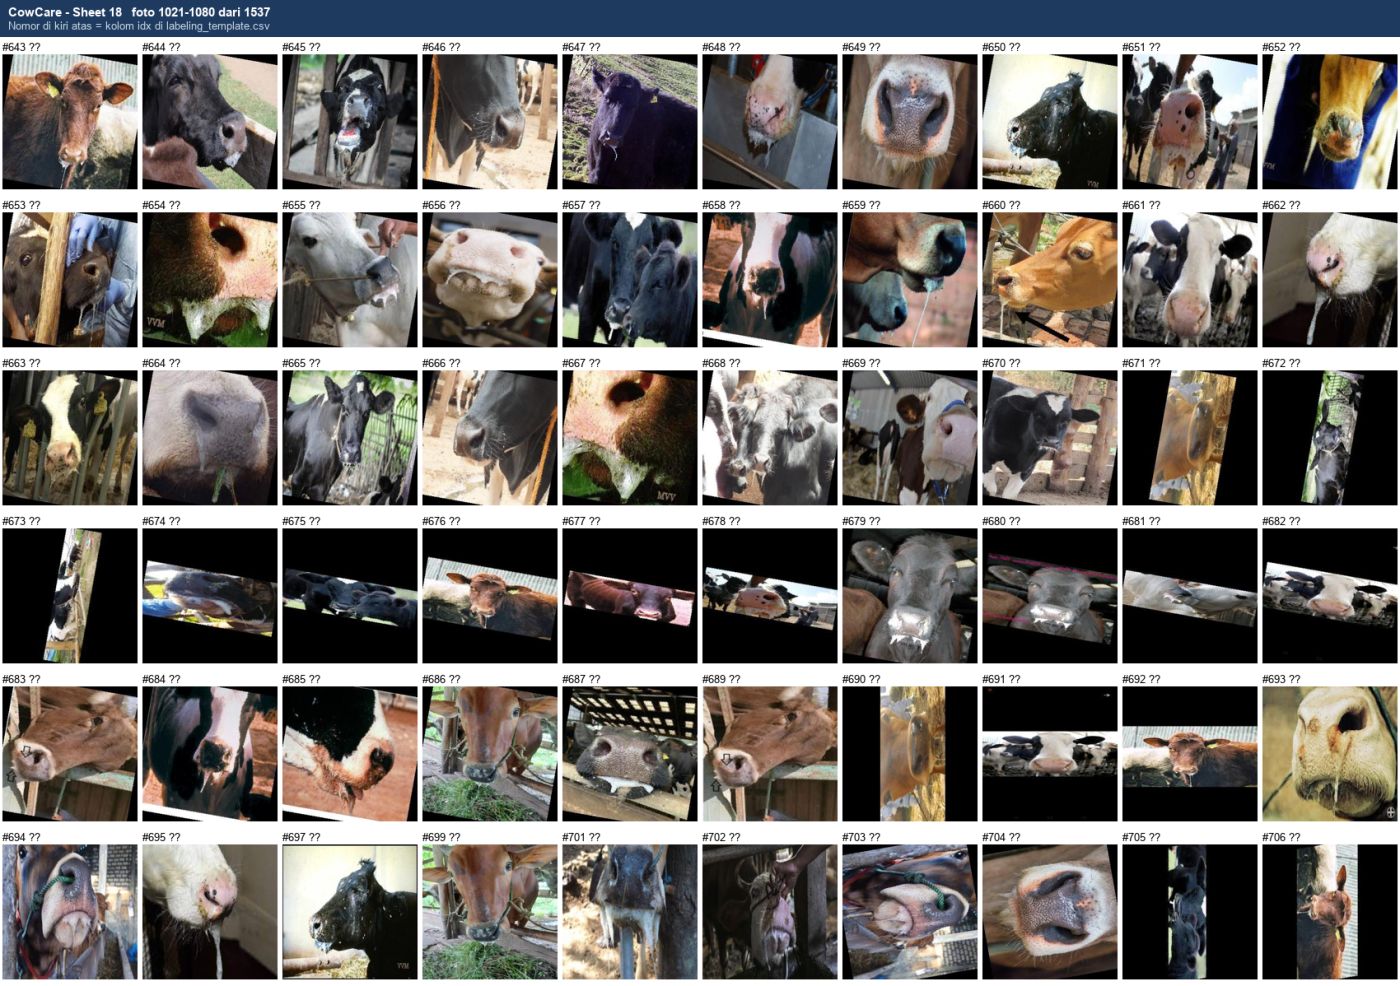 CowCare - Sheet 18 foto 1021-1080 dari 1537
Nomor di kiri atas = kolom idx di labeling_template.csv
#643 ?? #644 ?? #645 ?? #646 ?? #647 ?? #648 ?? #649 ?? #650 ?? #651 ?? #652 ??
VVM
#653 ?? #654 ?? #655 ?? #656 ?? #657 ?? #658 ?? #659 ?? #660 ?? #661 ?? #662 ??
VVM
#663 ?? #664 ?? #665 ?? #666 ?? #667 ?? #668 ?? #669 ?? #670 ?? #671 ?? #672 ??
MVV
#673 ?? #674 ?? #675 ?? #676 ?? #677 ?? #678 ?? #679 ?? #680 ?? #681 ?? #682 ??
#683 ?? #684 ?? #685 ?? #686 ?? #687 ?? #689 ?? #690 ?? #691 ?? #692 ?? #693 ??
#694 ?? #695 ?? #697 ?? #699 ?? #701 ?? #702 ?? #703 ?? #704 ?? #705 ?? #706 ??